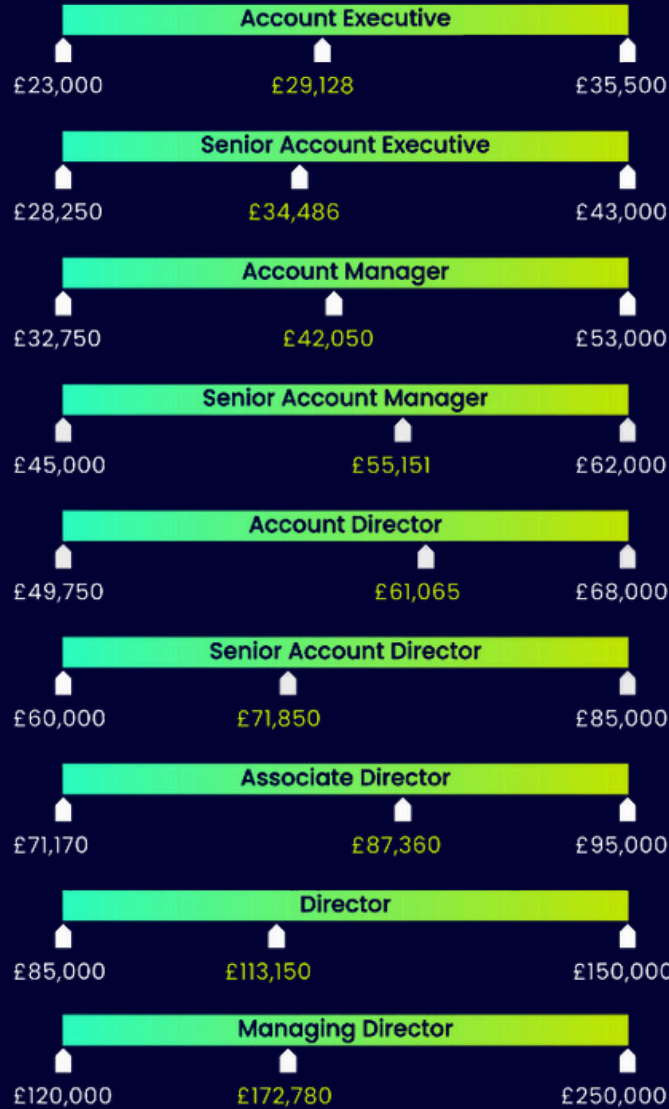 Account Executive
£23,000 £29,128 £35,500
Senior Account Executive
£28,250 £34,486 £43,000
Account Manager
£32,750 £42,050 £53,000
Senior Account Manager
£45,000 £55,151 £62,000
Account Director
£49,750 £61,065 £68,000
Senior Account Director
£60,000 £71,850 £85,000
Associate Director
£71,170 £87,360 £95,000
Director
£85,000 £113,150 £150,000
Managing Director
£120,000 £172,780 £250,000